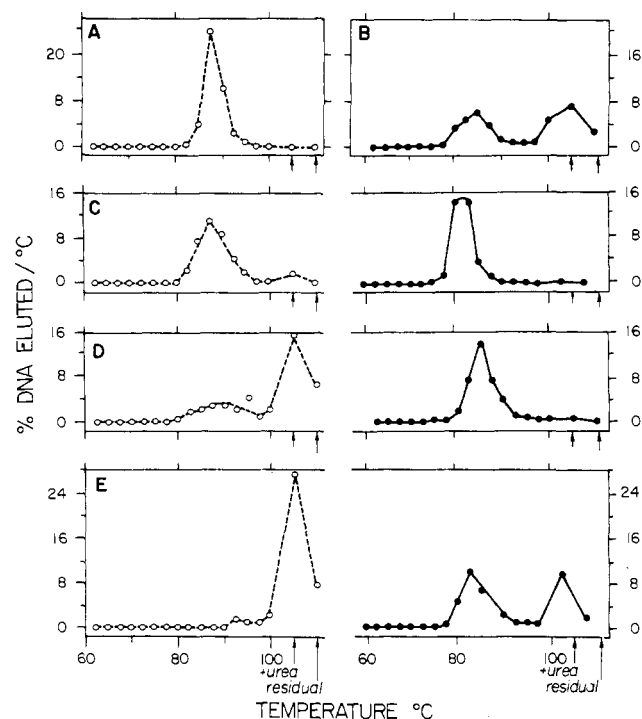 A B
20 20
8 8
0 0
C
16 16
8 8
0 0
D
16 16
8 8
0 0
E
24 24
16 16
8 8
0 0
% DNA ELUTED / °C
60 80 100 60 80 100
+urea +urea
residual residual
TEMPERATURE °C